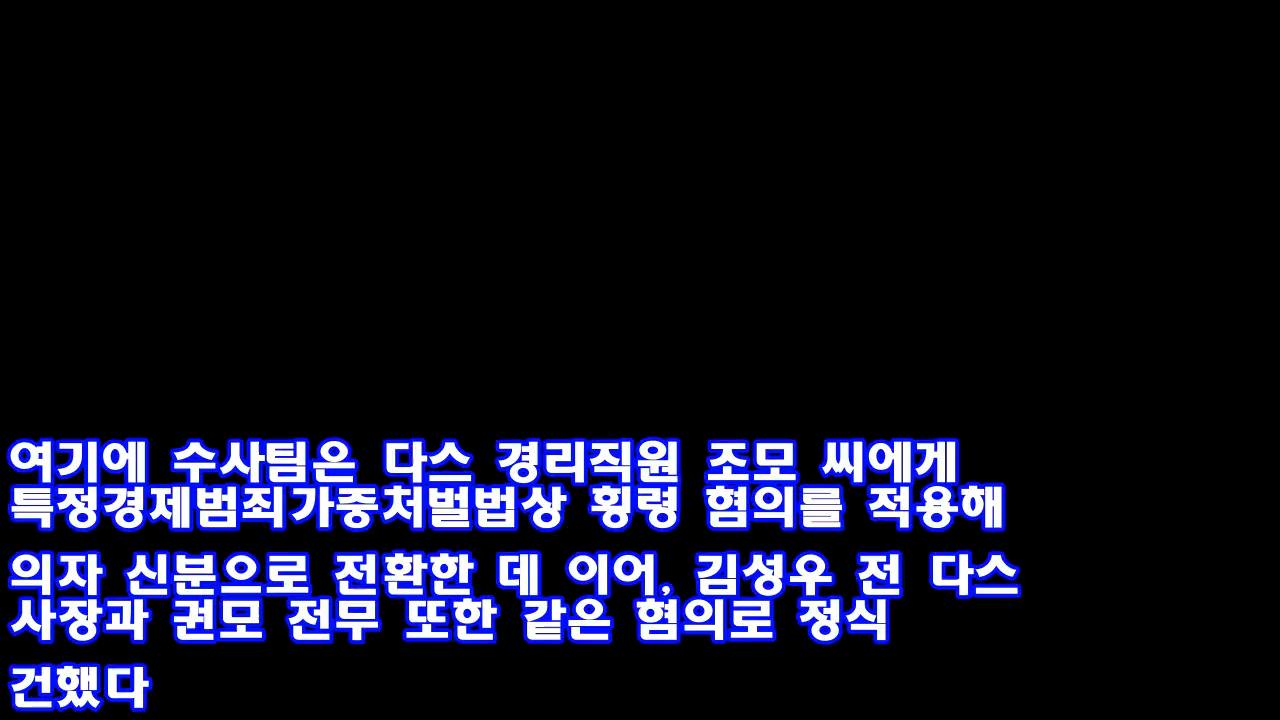 여기에 수사팀은 다스 경리직원 조모 씨에게
특정경제범죄가중처벌법상 횡령 혐의를 적용해
의자 신분으로 전환한 데 이어, 김성우 전 다스
사장과 권모 전무 또한 같은 혐의로 정식
건했다